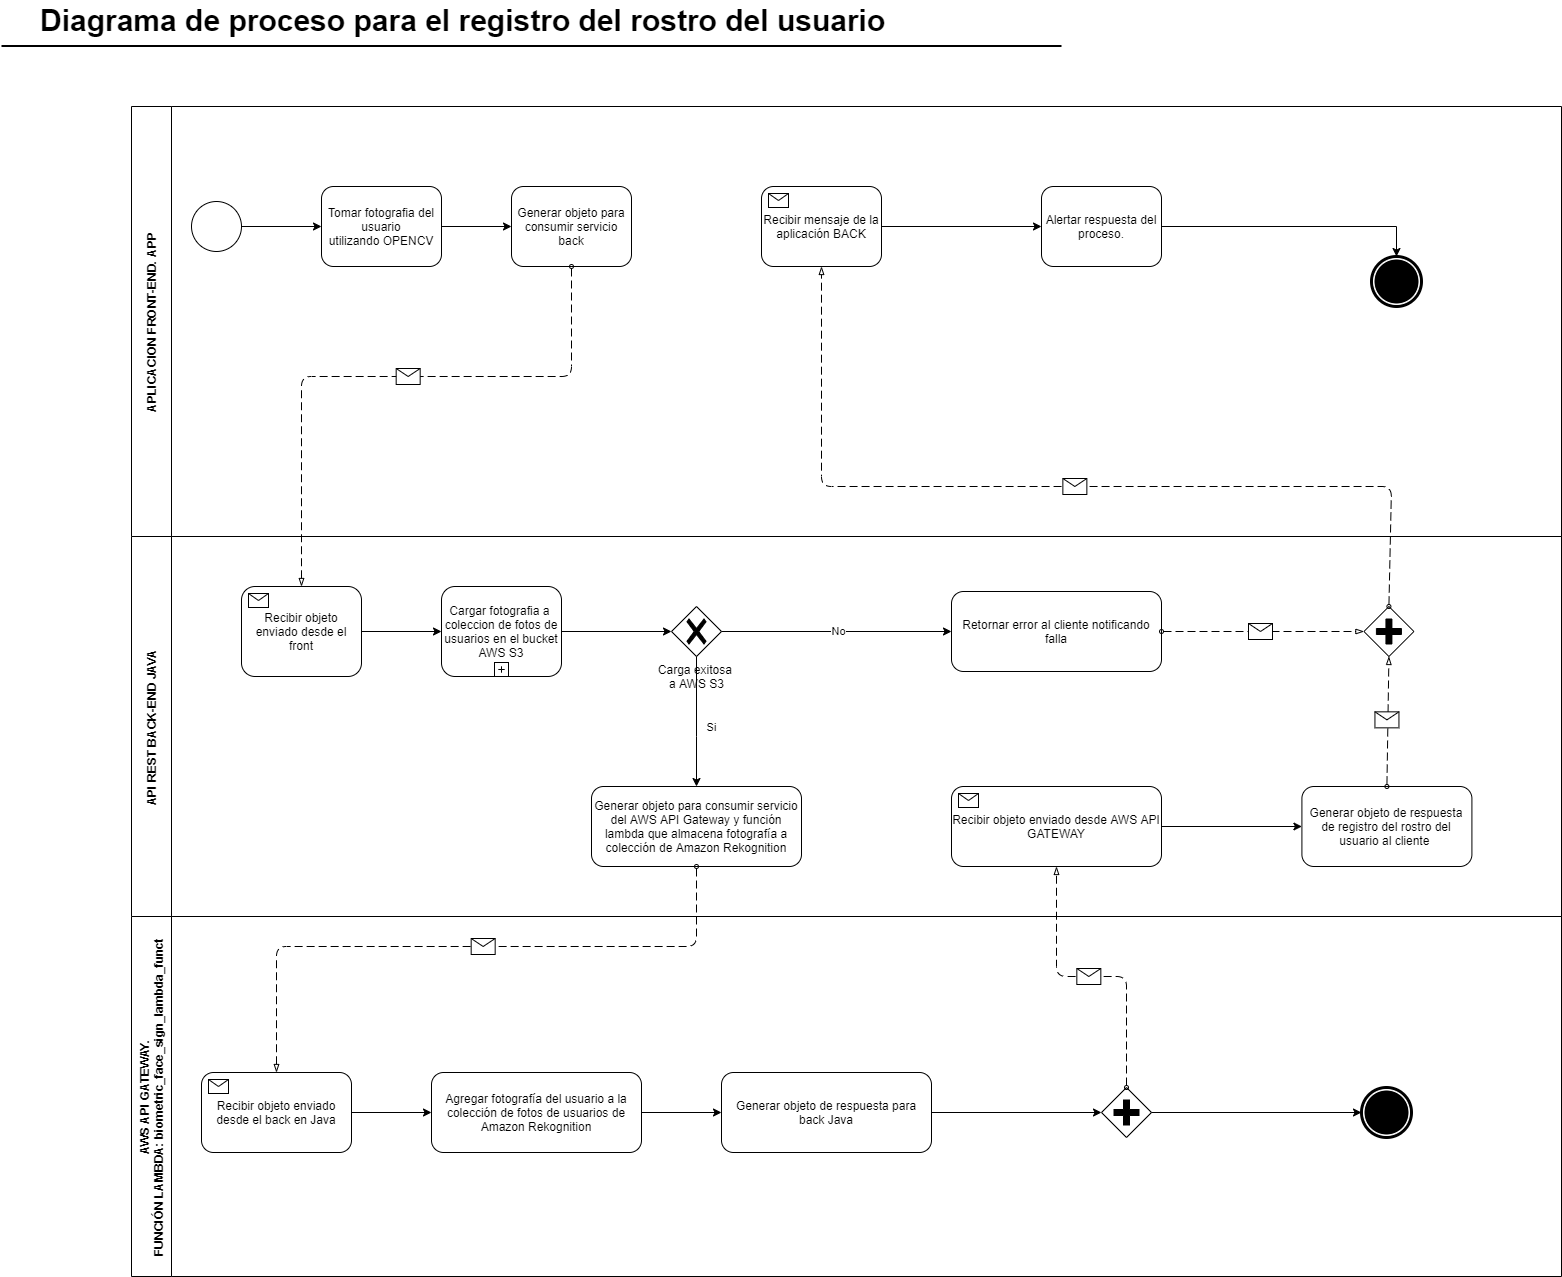 Diagrama de proceso para el registro del rostro del usuario
APLICACION FRONT-END. APP
Tomar fotografia del
usuario
utilizando OPENCV
Generar objeto para
consumir servicio
back
Recibir mensaje de la
aplicación BACK
Alertar respuesta del
proceso.
API REST BACK-END JAVA
Recibir objeto
enviado desde el
front
Cargar fotografia a
coleccion de fotos de
usuarios en el bucket
AWS S3
Carga exitosa
a AWS S3
No
Si
Retornar error al cliente notificando
falla
Generar objeto para consumir servicio
del AWS API Gateway y función
lambda que almacena fotografía a
colección de Amazon Rekognition
Recibir objeto enviado desde AWS API
GATEWAY
Generar objeto de respuesta
de registro del rostro del
usuario al cliente
AWS API GATEWAY.
FUNCIÓN LAMBDA: biometric_face_sign_lambda_funct
Recibir objeto enviado
desde el back en Java
Agregar fotografía del usuario a la
colección de fotos de usuarios de
Amazon Rekognition
Generar objeto de respuesta para
back Java